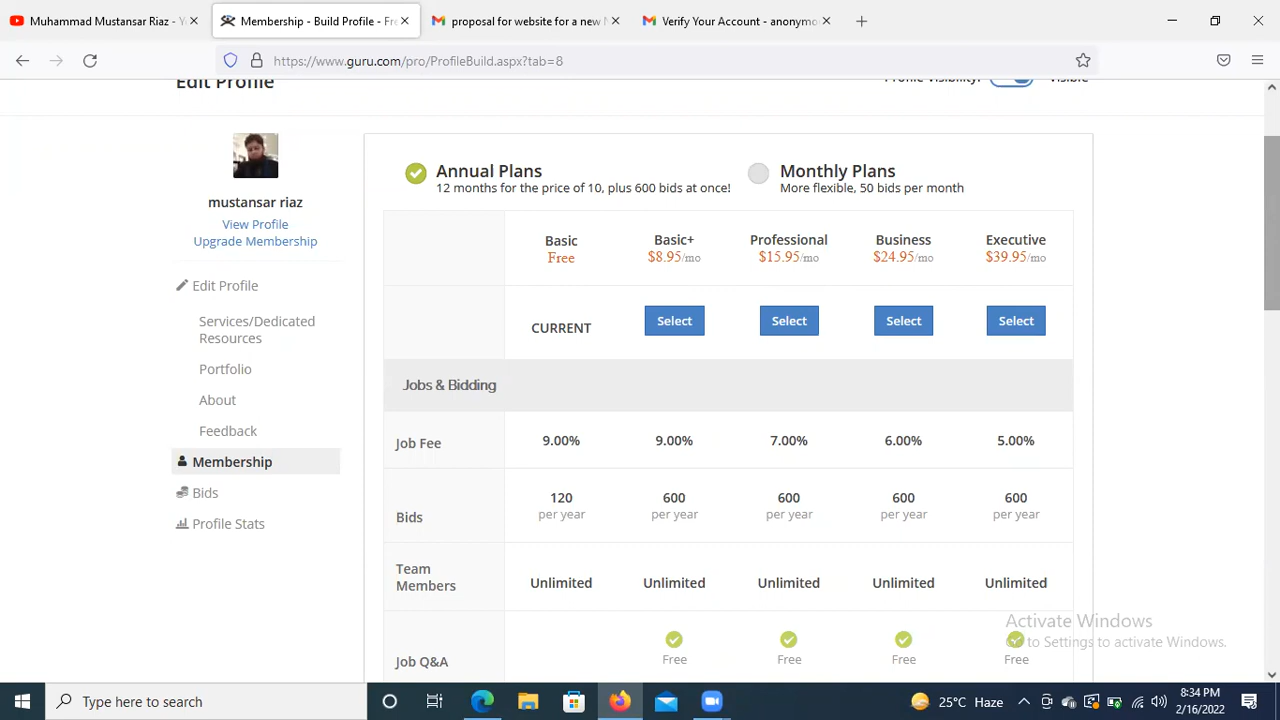 Muhammad Mustansar Riaz - Yo
Membership - Build Profile - Fre
proposal for website for a new N
Verify Your Account - anonymo
https://www.guru.com/pro/ProfileBuild.aspx?tab=8
Edit Profile
Profile Visibility:
Visible
mustansar riaz
View Profile
Upgrade Membership
Edit Profile
Services/Dedicated
Resources
Portfolio
About
Feedback
Membership
Bids
Profile Stats
Annual Plans
12 months for the price of 10, plus 600 bids at once!
Monthly Plans
More flexible, 50 bids per month
Basic Basic+ Professional Business Executive
Free $8.95/mo $15.95/mo $24.95/mo $39.95/mo
CURRENT Select Select Select Select
Jobs & Bidding
Job Fee 9.00% 9.00% 7.00% 6.00% 5.00%
Bids 120 600 600 600 600
per year per year per year per year per year
Team
Members Unlimited Unlimited Unlimited Unlimited Unlimited
Job Q&A Free Free Free Free
Activate Windows
Go to Settings to activate Windows.
Type here to search
25°C Haze
8:34 PM
2/16/2022